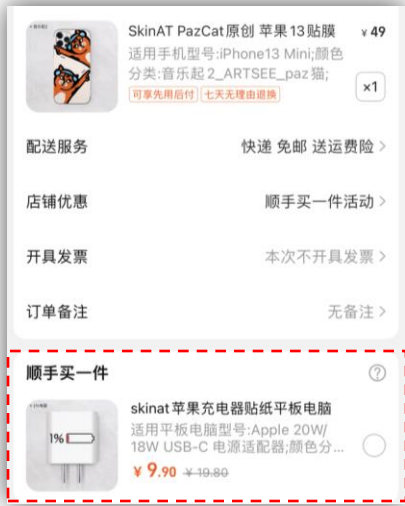 SkinAT PazCat原创 苹果13贴膜 ¥49
适用手机型号:iPhone13 Mini;颜色
分类:音乐起2_ARTSEE_paz猫;
可享先用后付 七天无理由退换
×1
配送服务 快递 免邮 送运费险 >
店铺优惠 顺手买一件活动 >
开具发票 本次不开具发票 >
订单备注 无备注 >
顺手买一件 ?
skinat苹果充电器贴纸平板电脑
适用平板电脑型号:Apple 20W/
18W USB-C 电源适配器;颜色分...
1%
¥ 9.90 ¥ 19.80